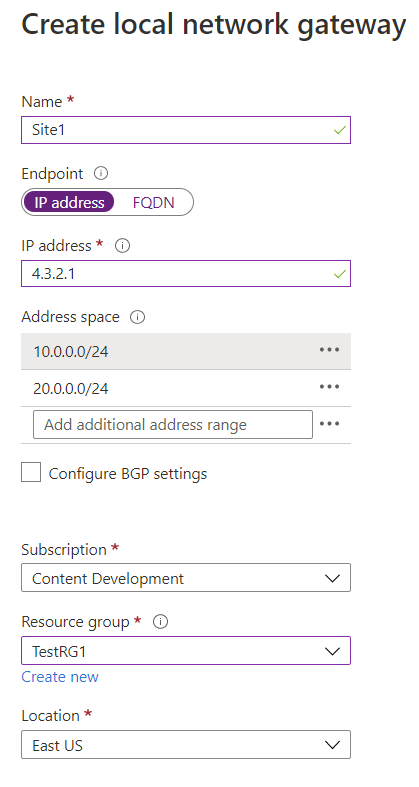 Create local network gateway
Name *
Site1
Endpoint
IP address FQDN
IP address *
4.3.2.1
Address space
10.0.0.0/24
20.0.0.0/24
Add additional address range
Configure BGP settings
Subscription *
Content Development
Resource group *
TestRG1
Create new
Location *
East US